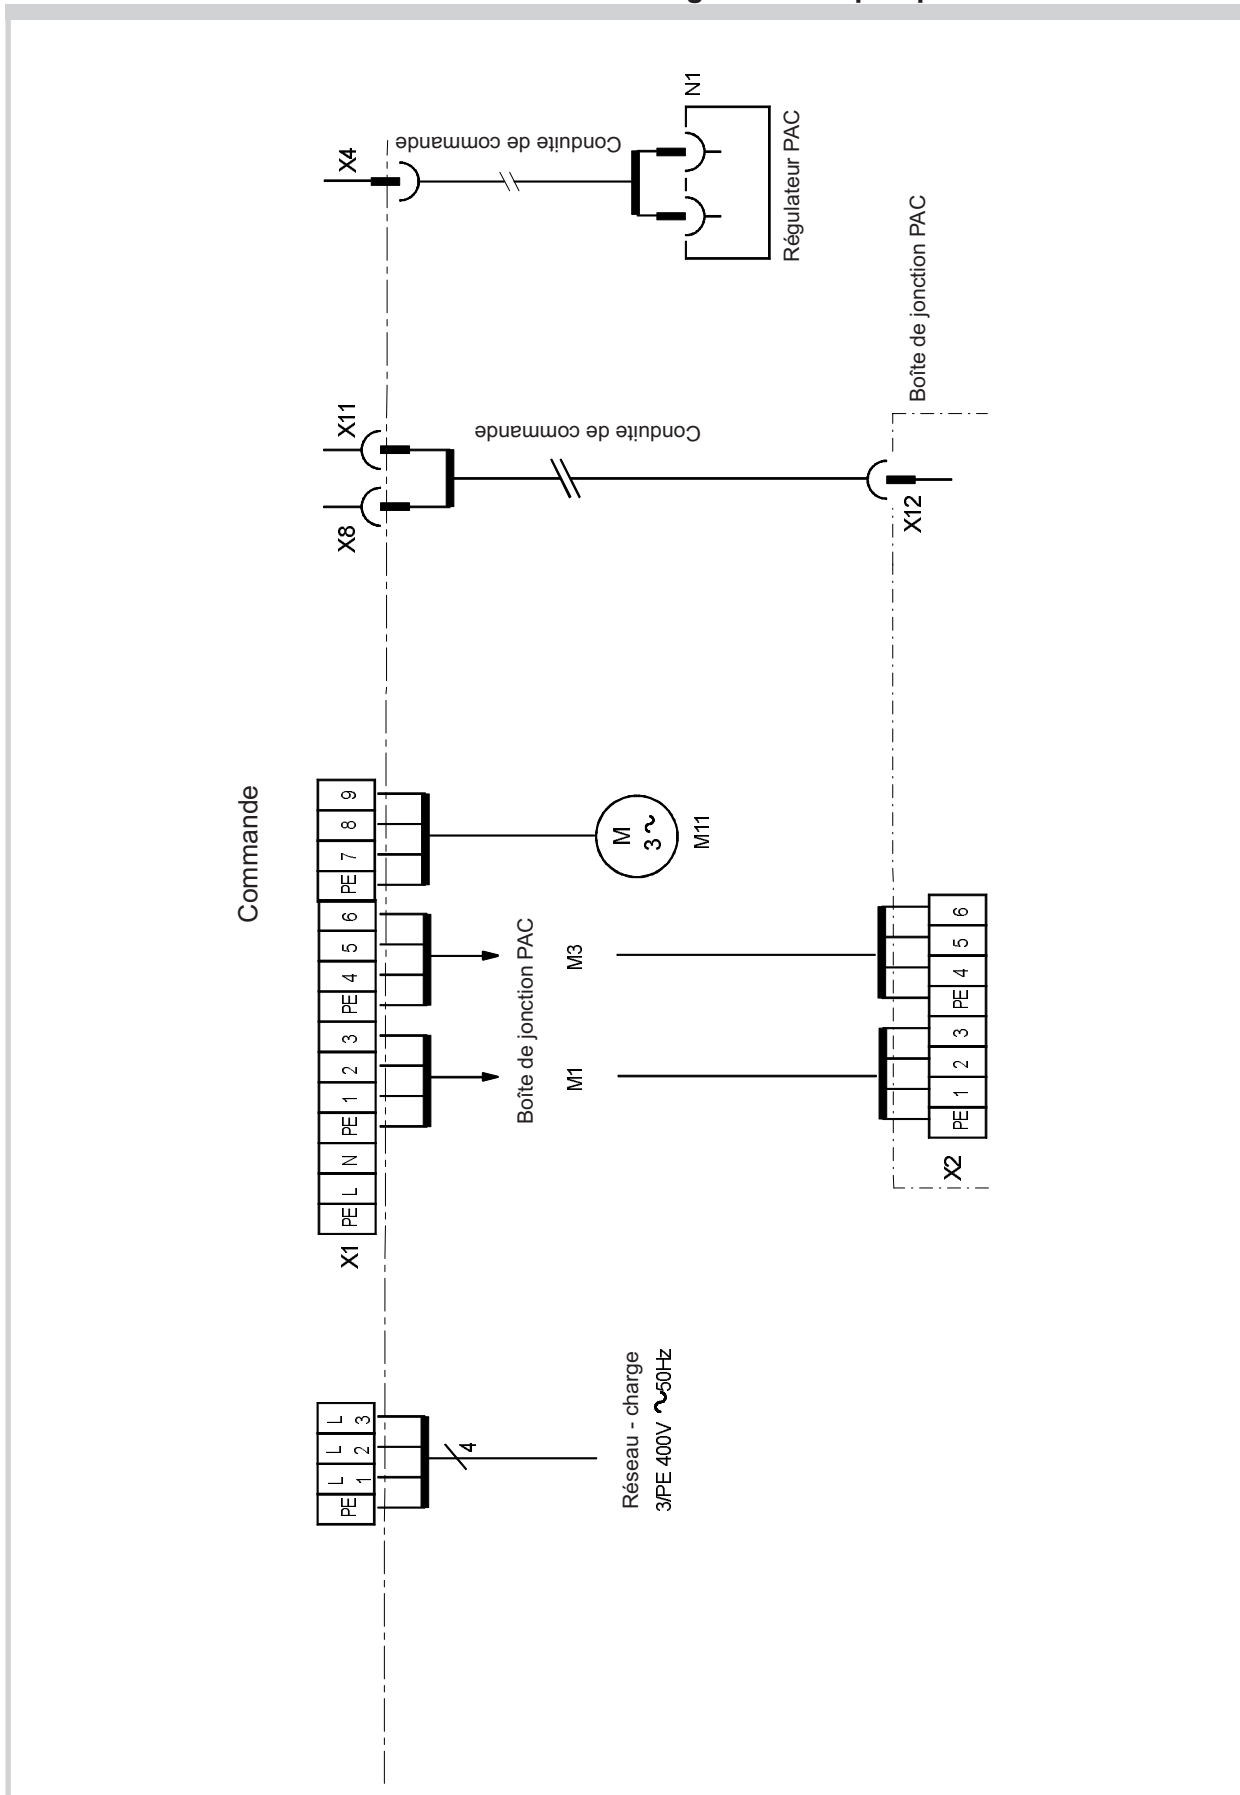 N1
X4
Conduite de commande
Régulateur PAC
Boîte de jonction PAC
X11
Conduite de commande
X8
X12
Commande
9
8
7
PE
6
5
4
PE
3
2
1
PE
N
L
PE
X1
M
3~
M11
Boîte de jonction PAC
M3
M1
6
5
4
PE
3
2
1
PE
X2
L3
L2
L1
PE
4
Réseau - charge
3/PE 400V ~50Hz